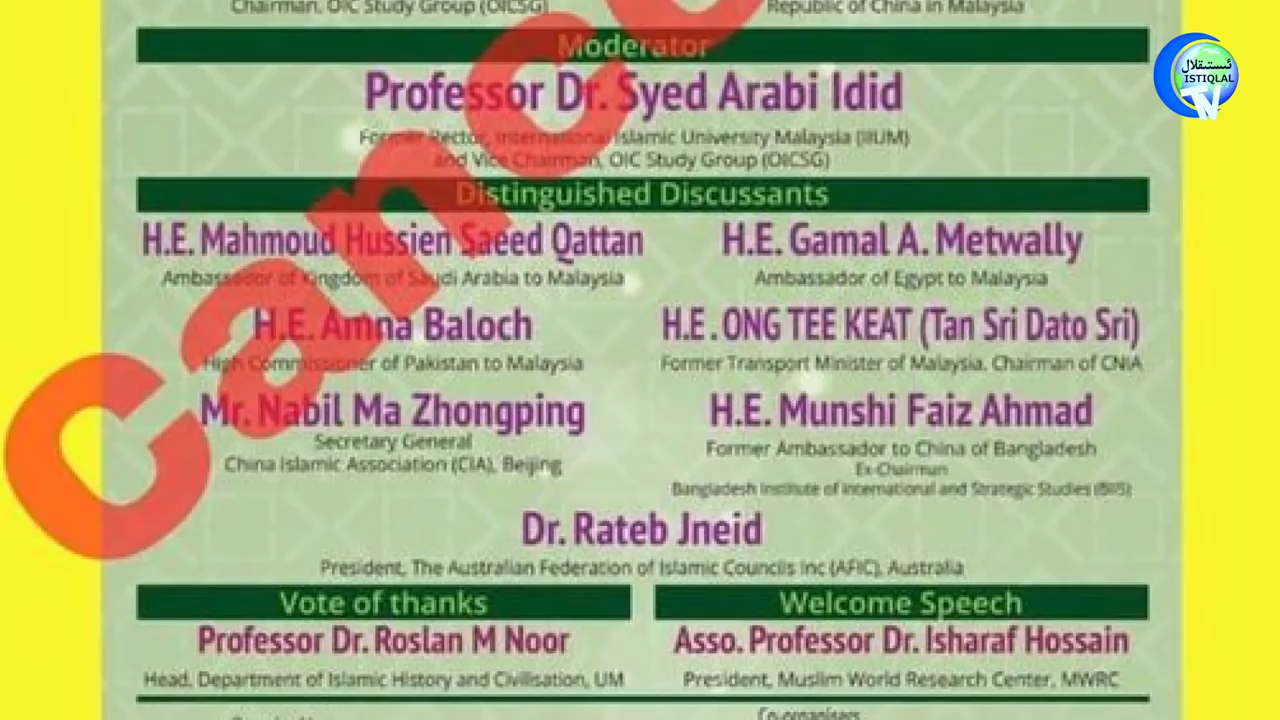 Chairman, OIC Study Group (OICSG)
Republic of China in Malaysia
Moderator
Professor Dr. Syed Arabi Idid
Former Rector, International Islamic University Malaysia (IIUM)
and Vice Chairman, OIC Study Group (OICSG)
Distinguished Discussants
H.E. Mahmoud Hussien Saeed Qattan
Ambassador of Kingdom of Saudi Arabia to Malaysia
H.E. Gamal A. Metwally
Ambassador of Egypt to Malaysia
H.E. Amna Baloch
High Commissioner of Pakistan to Malaysia
H.E . ONG TEE KEAT (Tan Sri Dato Sri)
Former Transport Minister of Malaysia, Chairman of CNIA
Mr. Nabil Ma Zhongping
Secretary General
China Islamic Association (CIA), Beijing
H.E. Munshi Faiz Ahmad
Former Ambassador to China of Bangladesh
Ex-Chairman
Bangladesh Institute of International and Strategic Studies (BIISS)
Dr. Rateb Jneid
President, The Australian Federation of Islamic Councils Inc (AFIC), Australia
Vote of thanks
Professor Dr. Roslan M Noor
Head, Department of Islamic History and Civilisation, UM
Welcome Speech
Asso. Professor Dr. Isharaf Hossain
President, Muslim World Research Center, MWRC
Co-organisers
Cance
ئىستىقلال
ISTIQLAL
TV